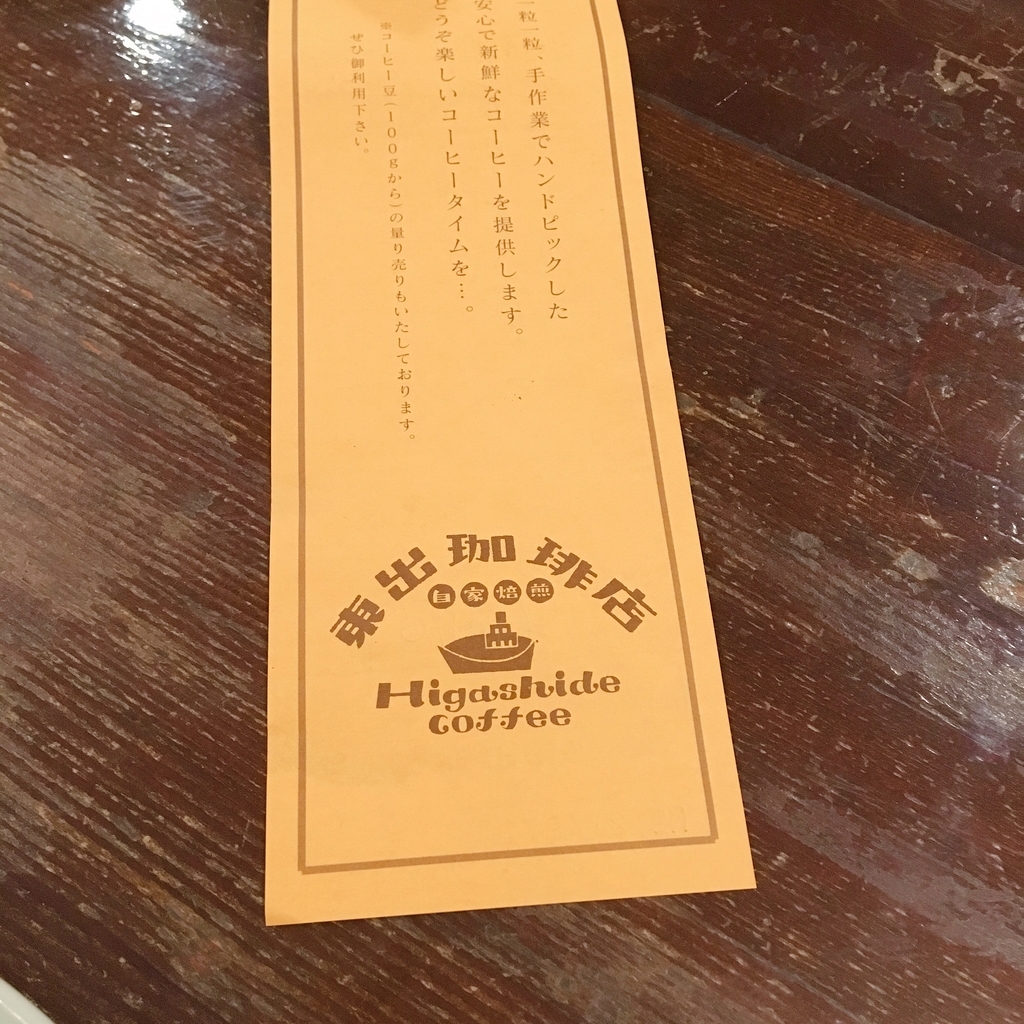 一粒一粒、手作業でハンドピックした
安心で新鮮なコーヒーを提供します。
どうぞ楽しいコーヒータイムを…。
※コーヒー豆(100gから)の量り売りもいたしております。
ぜひ御利用下さい。
東出珈琲店
自家焙煎
Higashide
coffee